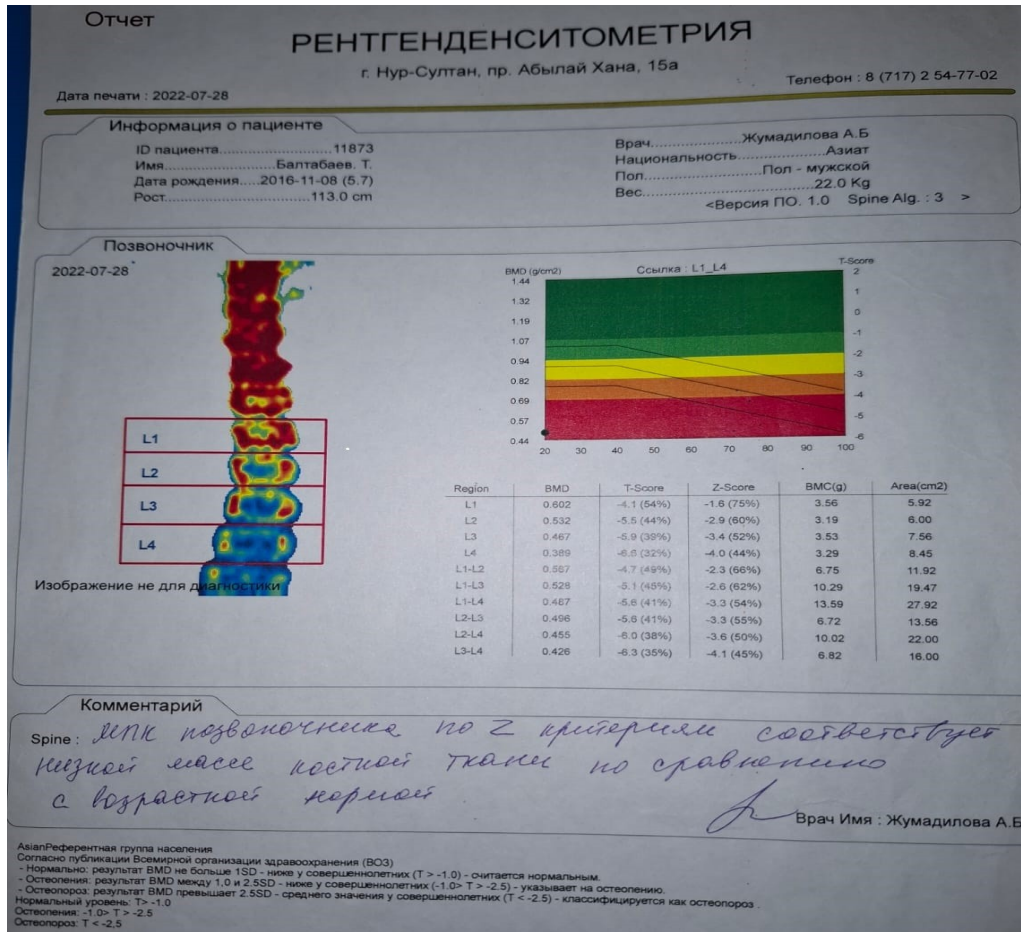 Отчет
РЕНТГЕНДЕНСИТОМЕТРИЯ
г. Нур-Султан, пр. Абылай Хана, 15а
Телефон : 8 (717) 2 54-77-02
Дата печати : 2022-07-28
Информация о пациенте
ID пациента..................11873
Имя..................Балтабаев. Т.
Дата рождения.....2016-11-08 (5.7)
Рост..................113.0 cm
Врач..................Жумадилова А.Б
Национальность..................Азиат
Пол..................Пол - мужской
Вес..................22.0 Kg
<Версия ПО. 1.0 Spine Alg. : 3 >
Позвоночник
2022-07-28
L1
L2
L3
L4
Изображение не для диагностики
BMD (g/cm2) Ссылка : L1_L4 T-Score
1.44
1.32
1.19
1.07
0.94
0.82
0.69
0.57
0.44
2
1
0
-1
-2
-3
-4
-5
-6
20 30 40 50 60 70 80 90 100
Region BMD T-Score Z-Score BMC(g) Area(cm2)
L1 0.602 -4.1 (54%) -1.6 (75%) 3.56 5.92
L2 0.532 -5.5 (44%) -2.9 (60%) 3.19 6.00
L3 0.467 -5.9 (39%) -3.4 (52%) 3.53 7.56
L4 0.389 -6.6 (32%) -4.0 (44%) 3.29 8.45
L1-L2 0.567 -4.7 (49%) -2.3 (66%) 6.75 11.92
L1-L3 0.528 -5.1 (45%) -2.6 (62%) 10.29 19.47
L1-L4 0.487 -5.6 (41%) -3.3 (54%) 13.59 27.92
L2-L3 0.496 -5.6 (41%) -3.3 (55%) 6.72 13.56
L2-L4 0.455 -6.0 (38%) -3.6 (50%) 10.02 22.00
L3-L4 0.426 -6.3 (35%) -4.1 (45%) 6.82 16.00
Комментарий
Spine : МПК позвоночника по Z критериям соответствует
низкой массе костной ткани по сравнению
с возрастной нормой
Врач Имя : Жумадилова А.Б
AsianРеферентная группа населения
Согласно публикации Всемирной организации здравоохранения (ВОЗ)
- Нормально: результат BMD не больше 1SD - ниже у совершеннолетних (T > -1.0) - считается нормальным.
- Остеопения: результат BMD между 1,0 и 2.5SD - ниже у совершеннолетних (-1.0> T > -2.5) - указывает на остеопению.
- Остеопороз: результат BMD превышает 2.5SD - среднего значения у совершеннолетних (T < -2.5) - классифицируется как остеопороз .
Нормальный уровень: T> -1.0
Остеопения: -1.0> T > -2.5
Остеопороз: T < -2,5